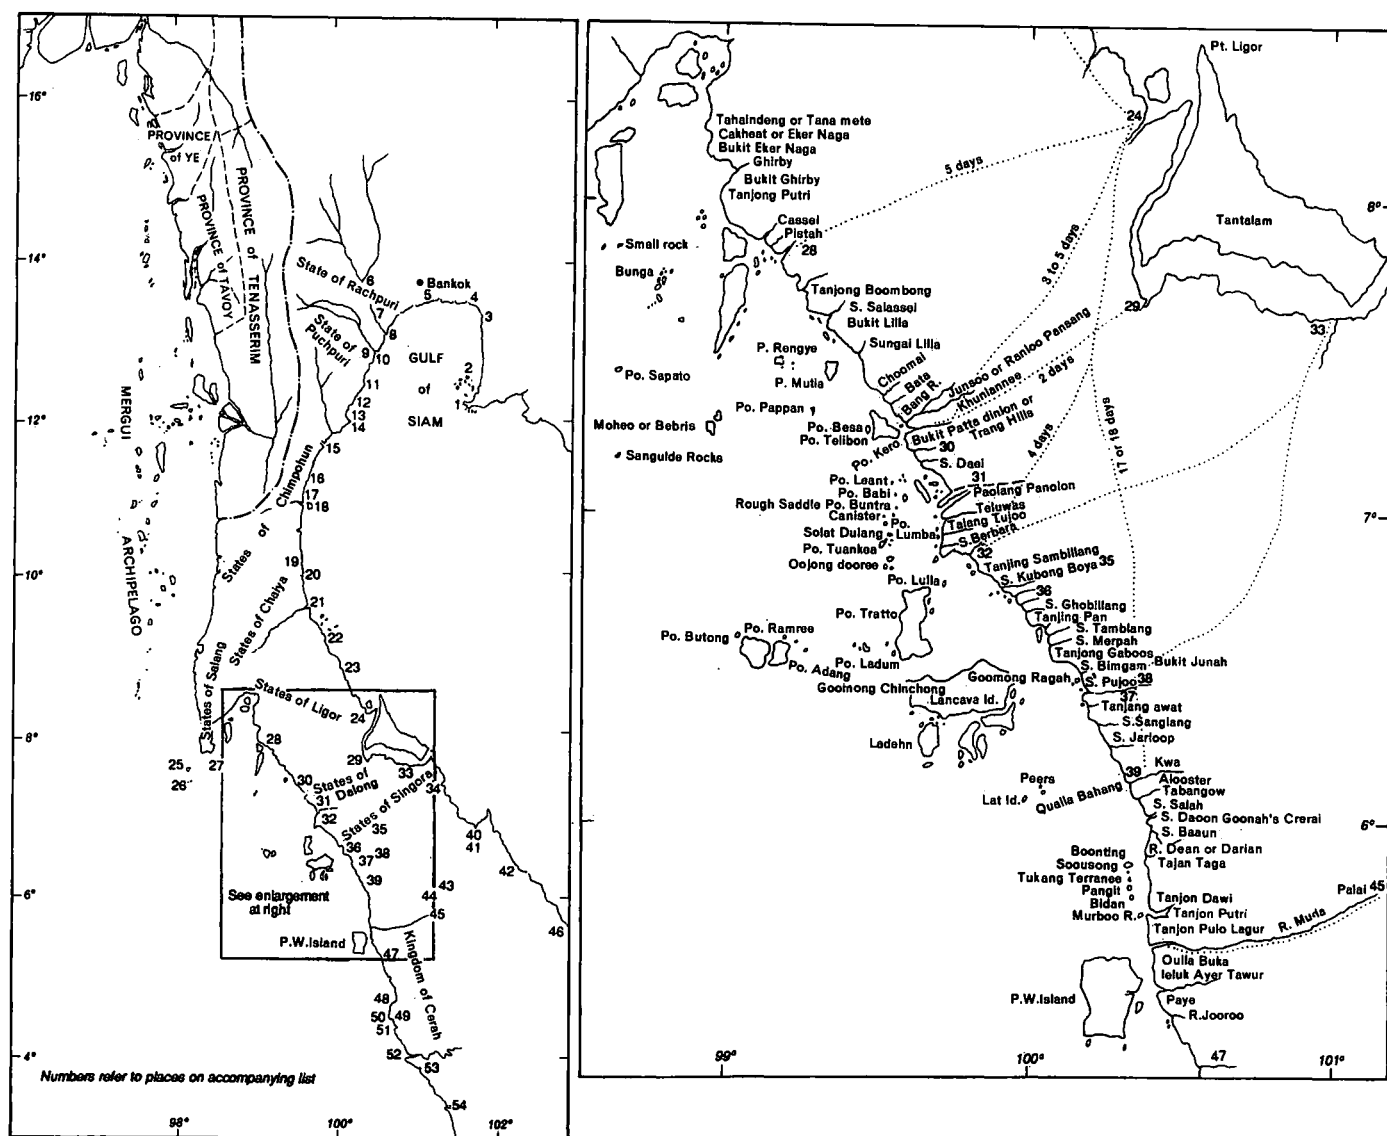 16°
PROVINCE
of YE
PROVINCE of TAVOY
PROVINCE of TENASSERIM
14°
State of Rachpuri
6
Bankok
5
4
7
3
8
State of
Puchpuri
9
10
GULF
of
SIAM
2
1
11
12
13
14
12°
MERGUI
ARCHIPELAGO
15
16
17
18
States of Chimpohun
19
20
10°
21
States of Chaiya
22
23
States of Salang
States of Ligor
24
8°
25
26
27
28
29
30
States of
Dalong
31
32
33
34
States of Singora
35
36
37
38
39
40
41
42
43
44
45
46
6°
See enlargement
at right
P.W.Island
47
Kingdom of Cerah
48
49
50
51
52
53
54
4°
Numbers refer to places on accompanying list
98°
100°
102°
Pt. Ligor
24
Tahaindeng or Tana mete
Cakheat or Eker Naga
Bukit Eker Naga
Ghirby
Bukit Ghirby
Tanjong Putri
5 days
8°
Cassel
Pistah
28
Tantalam
Small rock
Bunga
3 to 5 days
29
33
Tanjong Boombong
S. Salassei
Bukit Lilla
Sungai Lilla
P. Rengye
P. Mutia
Po. Sapato
Choomai
Bata
Bang R.
Junsoo or Ranloo Pansang
Khunlannee
2 days
Po. Pappan
Moheo or Bebris
Po. Besa
Po. Telibon
Bukit Patta dinlon or
Trang Hills
30
Po. Kero
4 days
17 or 18 days
Sanguide Rocks
S. Daei
31
Po. Leant
Po. Babi
Paolang Panolon
Rough Saddle Po. Buntra
Teluwas
Canister
Po.
Lumba
Talang Tujoo
7°
Solat Dulang
S.Berbara
Po. Tuankea
32
Oojong dooree
Tanjing Sambillang
Po. Lulla
S. Kubong Boya 35
36
Po. Tratto
S. Ghobillang
Tanjing Pan
S. Tamblang
S. Merpah
Po. Butong
Po. Ramree
Tanjong Gaboos
Po. Adang
Po. Ladum
S. Bimgam
Bukit Junah
Goomong Chinchong
Goomong Ragah
S. Pujoo
38
37
Lancava Id.
Tanjang awat
S.Sanglang
Ladehn
S. Jarloop
39
Kwa
Peers
Alooster
Lat Id.
Qualla Bahang
Tabangow
S. Salah
S. Daoon Goonah's Crerai
S. Baaun
6°
R. Dean or Darian
Boonting
Tajan Taga
Soousong
Tukang Terranee
Pangit
Bidan
Tanjon Dawi
Palai 45
Murboo R.
Tanjon Putri
R. Muria
Tanjon Pulo Lagur
Oulla Buka
Ieluk Ayer Tawur
P.W.Island
Paye
R.Jooroo
47
99°
100°
101°